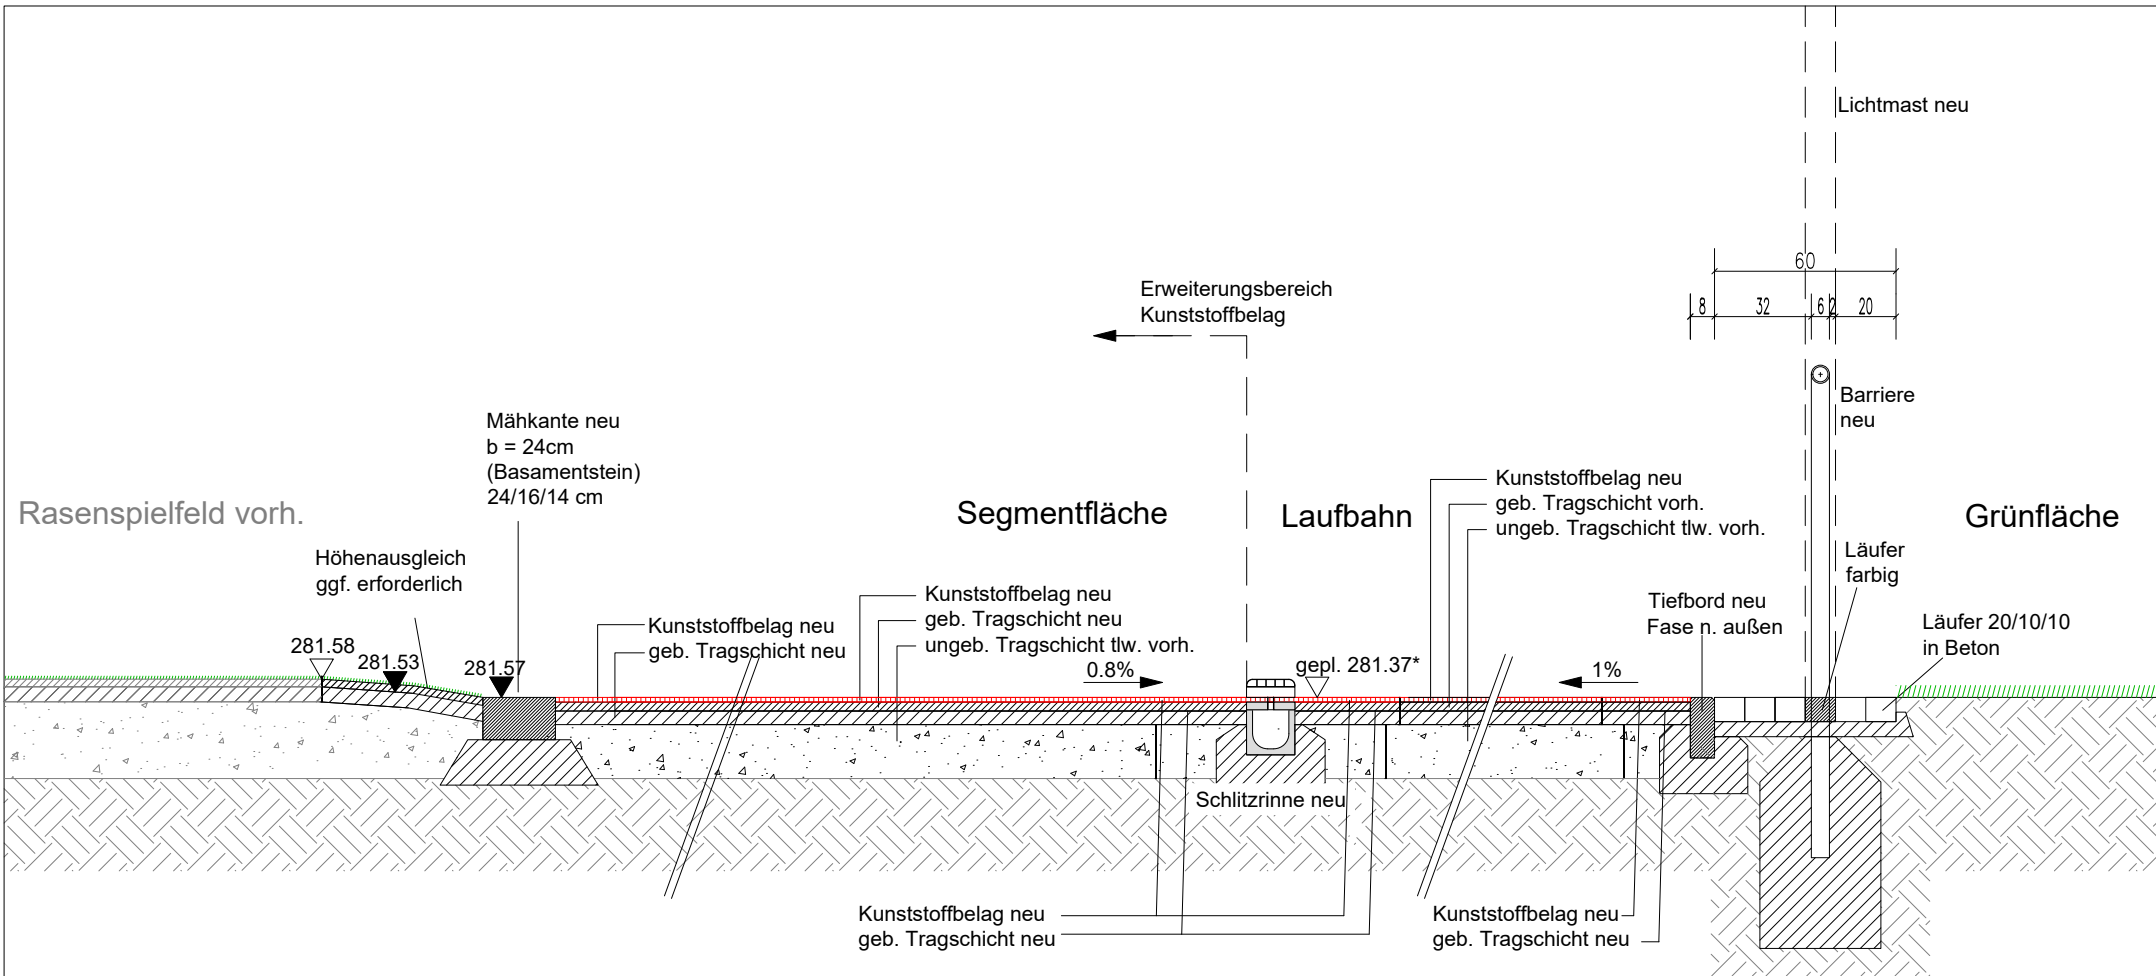 Lichtmast neu
60
8
32
6
2
20
Erweiterungsbereich
Kunststoffbelag
Barriere
neu
Mähkante neu
b = 24cm
(Basamentstein)
24/16/14 cm
Kunststoffbelag neu
geb. Tragschicht vorh.
ungeb. Tragschicht tlw. vorh.
Rasenspielfeld vorh.
Segmentfläche
Laufbahn
Grünfläche
Höhenausgleich
ggf. erforderlich
Läufer
farbig
Kunststoffbelag neu
geb. Tragschicht neu
ungeb. Tragschicht tlw. vorh.
Tiefbord neu
Fase n. außen
Läufer 20/10/10
in Beton
Kunststoffbelag neu
geb. Tragschicht neu
281.58
281.53
281.57
0.8%
gepl. 281.37*
1%
Schlitzrinne neu
Kunststoffbelag neu
geb. Tragschicht neu
Kunststoffbelag neu
geb. Tragschicht neu